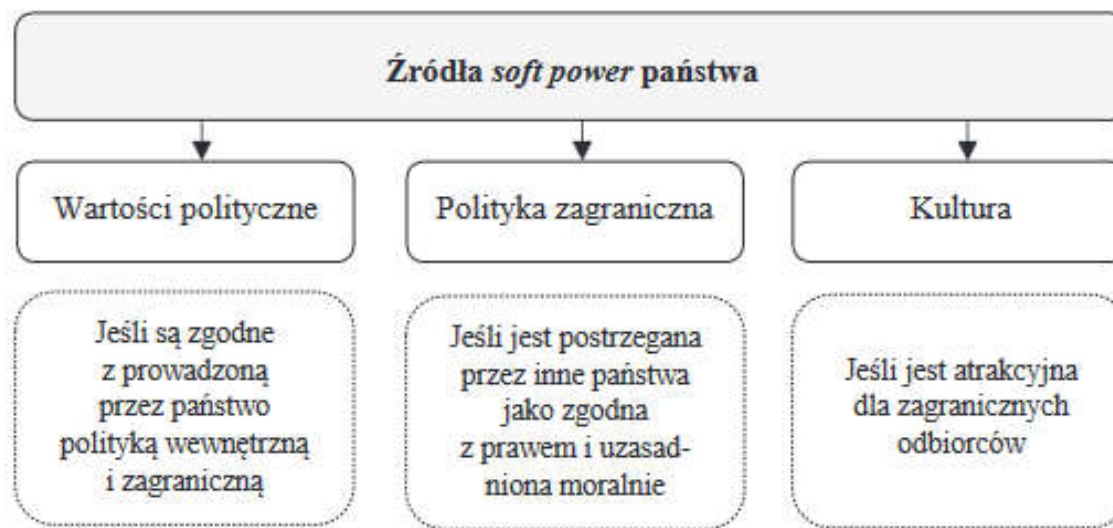 Źródła soft power państwa
Wartości polityczne
Polityka zagraniczna
Kultura
Jeśli są zgodne
z prowadzoną
przez państwo
polityką wewnętrzną
i zagraniczną
Jeśli jest postrzegana
przez inne państwa
jako zgodna
z prawem i uzasad-
niona moralnie
Jeśli jest atrakcyjna
dla zagranicznych
odbiorców